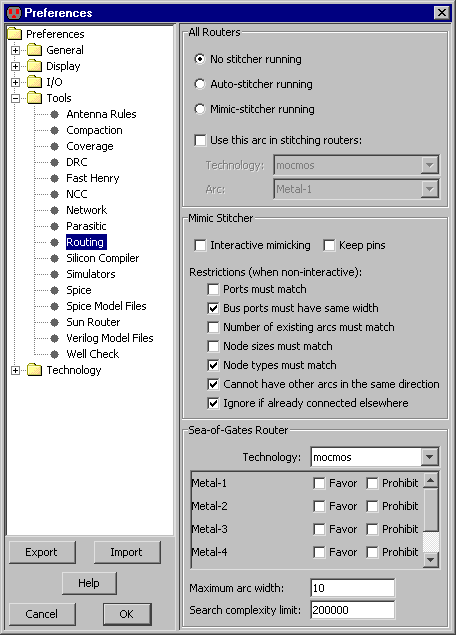 Preferences
Preferences
General
Display
I/O
Tools
Antenna Rules
Compaction
Coverage
DRC
Fast Henry
NCC
Network
Parasitic
Routing
Silicon Compiler
Simulators
Spice
Spice Model Files
Sun Router
Verilog Model Files
Well Check
Technology
Export
Import
Help
Cancel
OK
All Routers
No stitcher running
Auto-stitcher running
Mimic-stitcher running
Use this arc in stitching routers:
Technology: mocmos
Arc: Metal-1
Mimic Stitcher
Interactive mimicking Keep pins
Restrictions (when non-interactive):
Ports must match
Bus ports must have same width
Number of existing arcs must match
Node sizes must match
Node types must match
Cannot have other arcs in the same direction
Ignore if already connected elsewhere
Sea-of-Gates Router
Technology: mocmos
Metal-1 Favor Prohibit
Metal-2 Favor Prohibit
Metal-3 Favor Prohibit
Metal-4 Favor Prohibit
Maximum arc width: 10
Search complexity limit: 200000